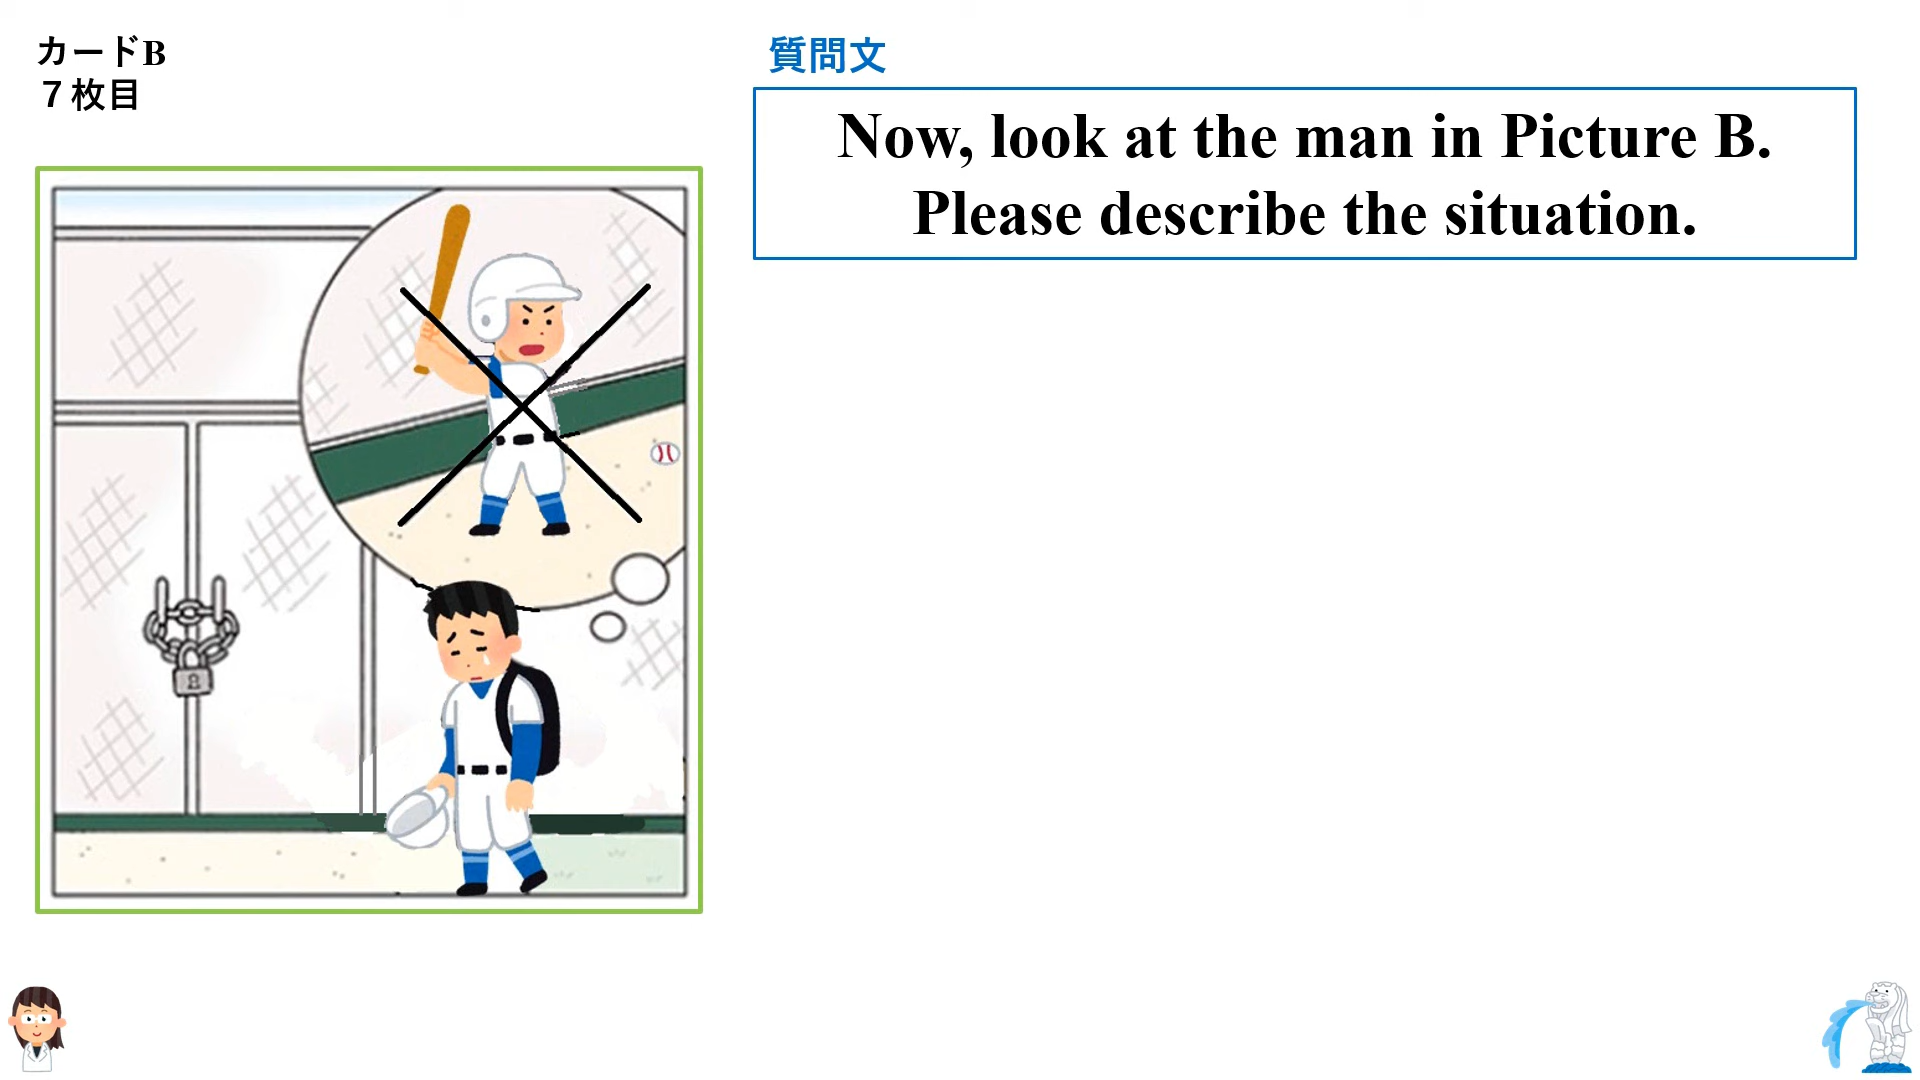 カードB
７枚目
質問文
Now, look at the man in Picture B.
Please describe the situation.